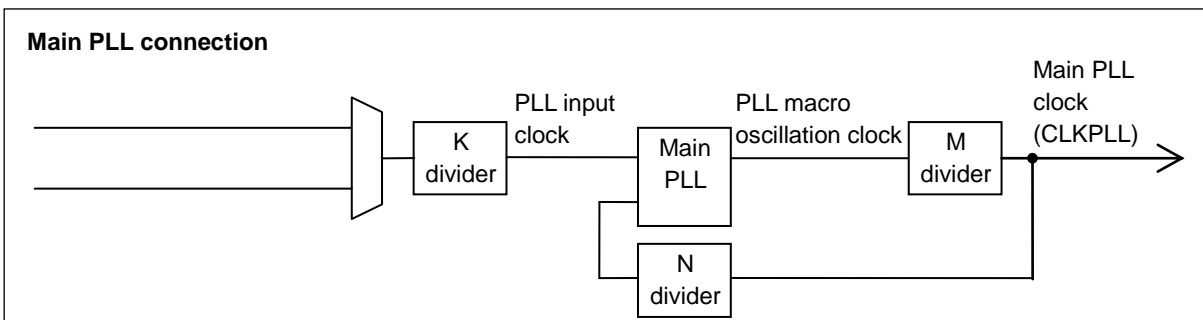 Main PLL connection
K
divider
PLL input
clock
Main
PLL
PLL macro
oscillation clock
M
divider
Main PLL
clock
(CLKPLL)
N
divider